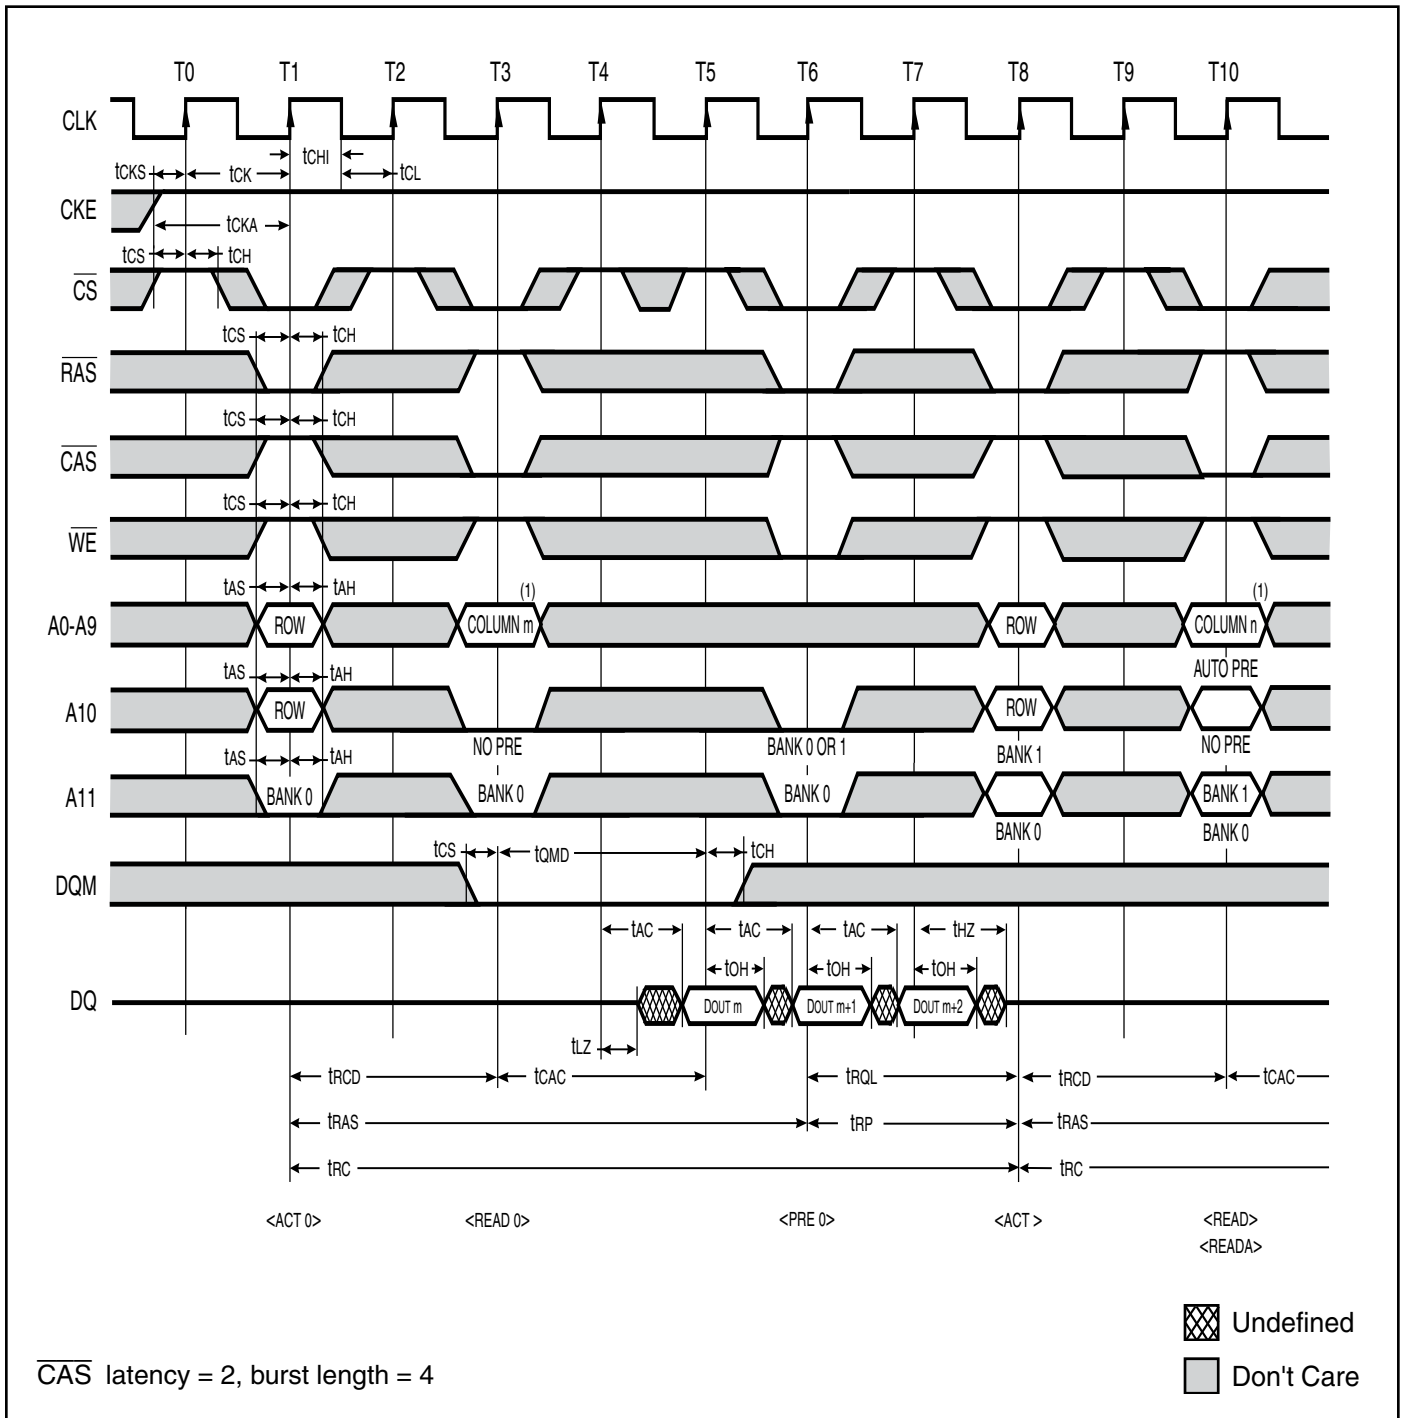 T0 T1 T2 T3 T4 T5 T6 T7 T8 T9 T10
CLK
tCHI
tCKS tCK tCL
CKE
tCKA
tCS tCH
CS
tCS tCH
RAS
tCS tCH
CAS
tCS tCH
WE
tAS tAH (1) (1)
A0-A9 ROW COLUMN m ROW COLUMN n
tAS tAH AUTO PRE
A10 ROW ROW
NO PRE BANK 0 OR 1 BANK 1 NO PRE
tAS tAH
A11 BANK 0 BANK 0 BANK 0 BANK 1
BANK 0 BANK 0
tCS tQMD tCH
DQM
tAC tAC tAC tHZ
tOH tOH tOH
DQ DOUT m DOUT m+1 DOUT m+2
tLZ
tRCD tCAC tRQL tRCD tCAC
tRAS tRP tRAS
tRC tRC
<ACT 0> <READ 0> <PRE 0> <ACT > <READ>
<READA>
Undefined
CAS latency = 2, burst length = 4
Don't Care